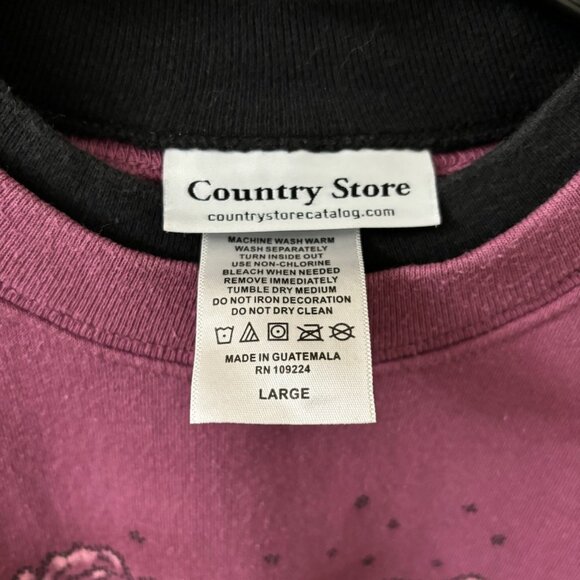 Country Store
countrystorecatalog.com
MACHINE WASH WARM
WASH SEPARATELY
TURN INSIDE OUT
USE NON-CHLORINE
BLEACH WHEN NEEDED
REMOVE IMMEDIATELY
TUMBLE DRY MEDIUM
DO NOT IRON DECORATION
DO NOT DRY CLEAN
MADE IN GUATEMALA
RN 109224
LARGE